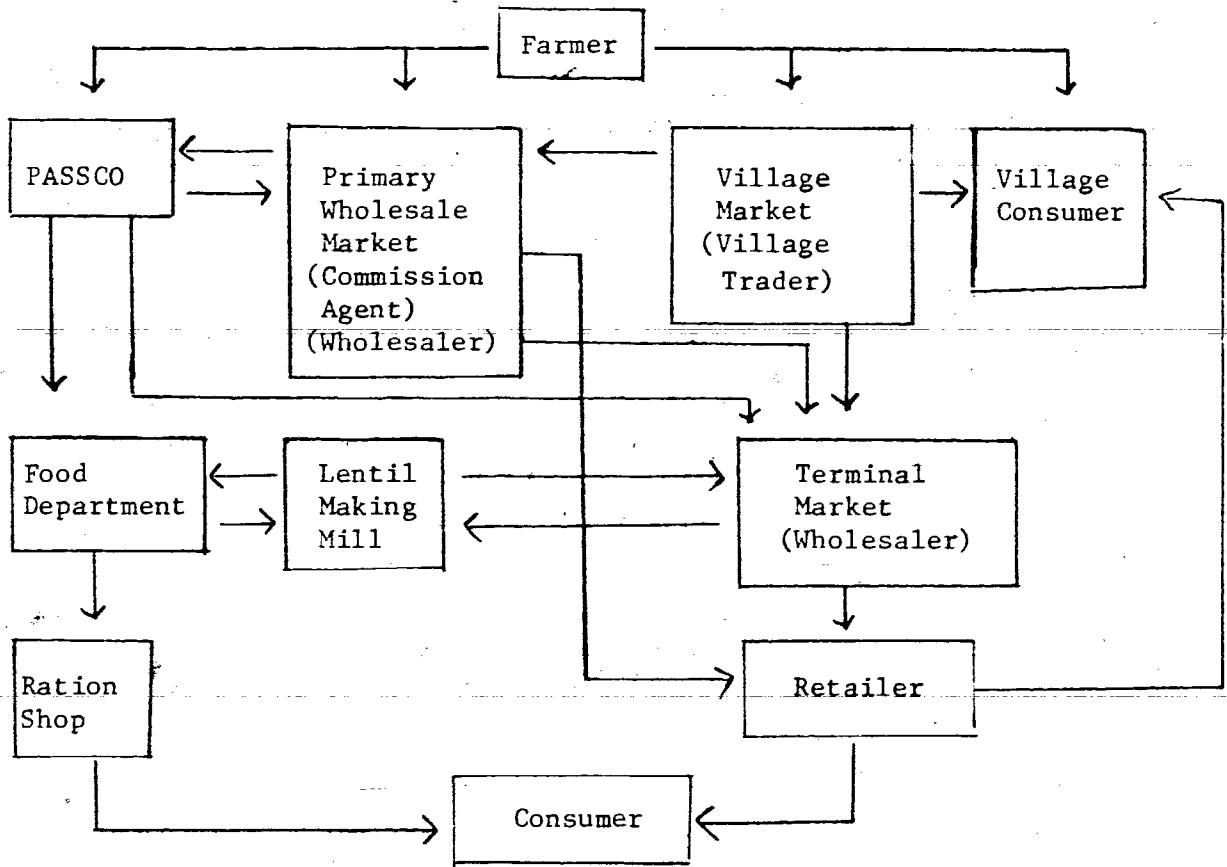 Farmer
PASSCO
Primary
Wholesale
Market
(Commission
Agent)
(Wholesaler)
Village
Market
(Village
Trader)
Village
Consumer
Food
Department
Lentil
Making
Mill
Terminal
Market
(Wholesaler)
Ration
Shop
Retailer
Consumer